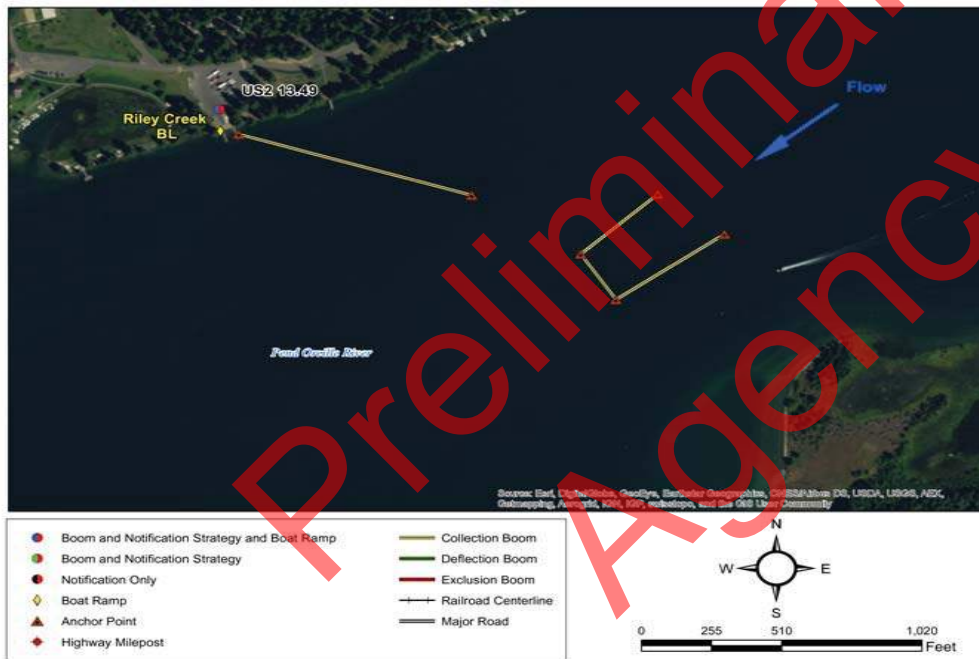 US2 13.49
Flow
Riley Creek
BL
Pend Oreille River
Source: Esri, DigitalGlobe, GeoEye, Earthstar Geographics, CNES/Airbus DS, USDA, USGS, AEX,
Getmapping, Aerogrid, IGN, IGP, swisstopo, and the GIS User Community
Preliminar
Agency
Boom and Notification Strategy and Boat Ramp
Boom and Notification Strategy
Notification Only
Boat Ramp
Anchor Point
Highway Milepost
Collection Boom
Deflection Boom
Exclusion Boom
Railroad Centerline
Major Road
N
W E
S
0 255 510 1,020
Feet